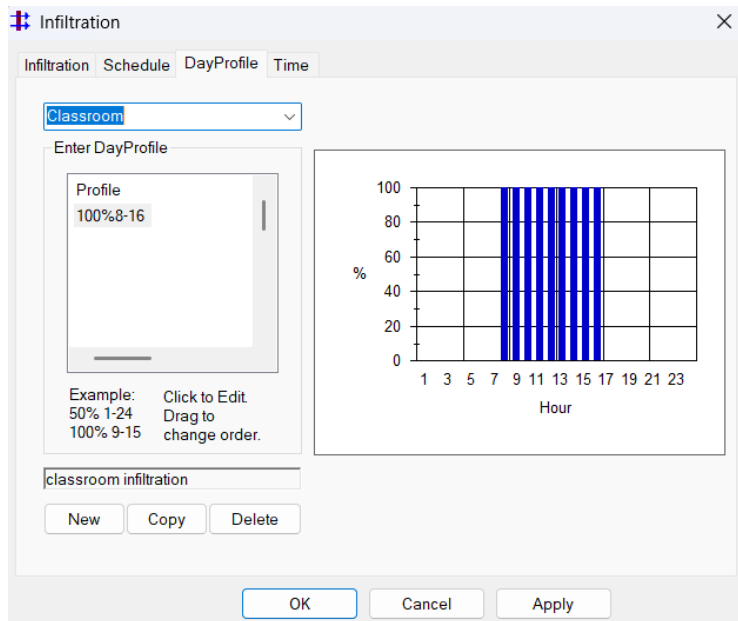 Infiltration
Infiltration Schedule DayProfile Time
Classroom
Enter DayProfile
Profile
100%8-16
Example:
50% 1-24
100% 9-15
Click to Edit.
Drag to
change order.
classroom infiltration
New Copy Delete
100
80
60
%
40
20
0
1 3 5 7 9 11 13 15 17 19 21 23
Hour
OK Cancel Apply